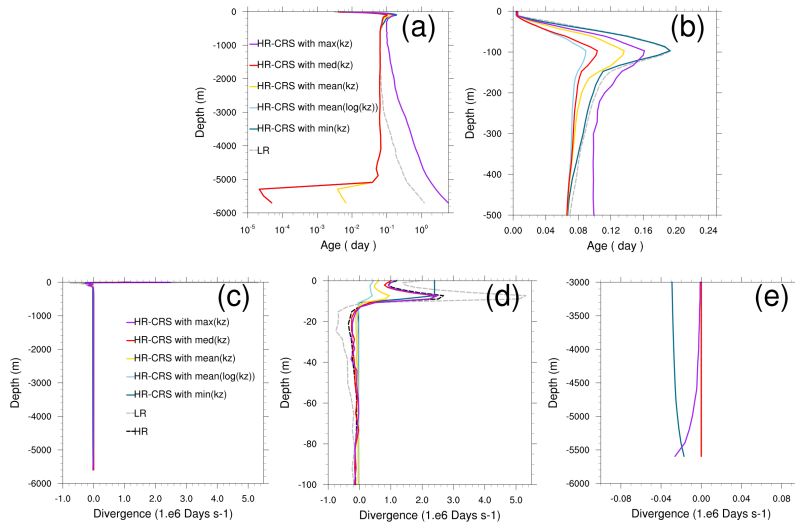 0
-1000
-2000
-3000
-4000
-5000
-6000
Depth (m)
(a)
HR-CRS with max(kz)
HR-CRS with med(kz)
HR-CRS with mean(kz)
HR-CRS with mean(log(kz))
HR-CRS with min(kz)
LR
10-5 10-4 10-3 10-2 10-1 100
Age ( day )
0
-100
-200
-300
-400
-500
Depth (m)
(b)
0.00 0.04 0.08 0.12 0.16 0.20 0.24
Age ( day )
0
-1000
-2000
-3000
-4000
-5000
-6000
Depth (m)
(c)
HR-CRS with max(kz)
HR-CRS with med(kz)
HR-CRS with mean(kz)
HR-CRS with mean(log(kz))
HR-CRS with min(kz)
LR
HR
-1.0 0.0 1.0 2.0 3.0 4.0 5.0
Divergence (1.e6 Days s-1)
0
-20
-40
-60
-80
-100
Depth (m)
(d)
-1.0 0.0 1.0 2.0 3.0 4.0 5.0
Divergence (1.e6 Days s-1)
-3000
-3500
-4000
-4500
-5000
-5500
-6000
Depth (m)
(e)
-0.08 -0.04 0.00 0.04 0.08
Divergence (1.e6 Days s-1)